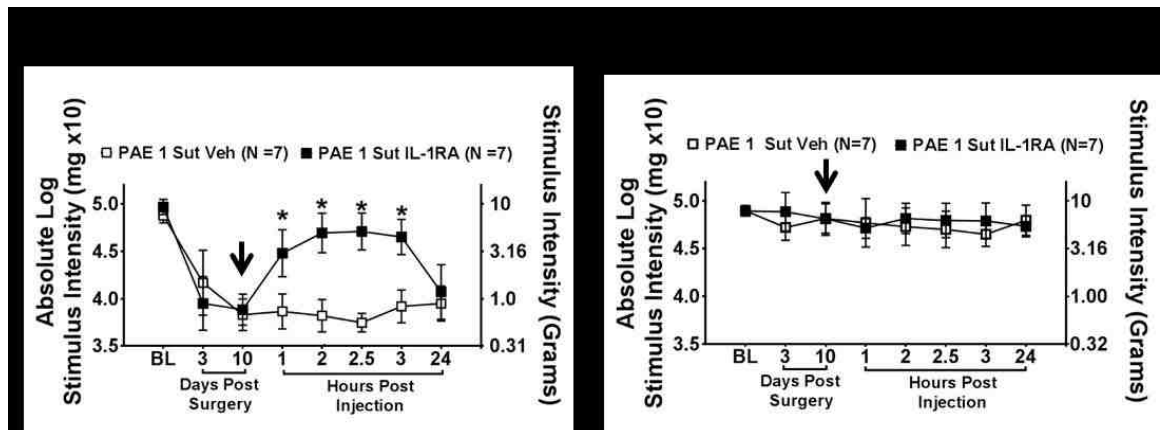 Absolute Log
Stimulus Intensity (mg x10)
PAE 1 Sut Veh (N =7) PAE 1 Sut IL-1RA (N =7)
5.0
4.5
4.0
3.5
* * * *
10
3.16
1.0
0.31
Stimulus Intensity (Grams)
BL 3 10 1 2 2.5 3 24
Days Post
Surgery
Hours Post
Injection
Absolute Log
Stimulus Intensity (mg x10)
PAE 1 Sut Veh (N=7) PAE 1 Sut IL-1RA (N=7)
5.0
4.5
4.0
3.5
10
3.16
1.00
0.32
Stimulus Intensity (Grams)
BL 3 10 1 2 2.5 3 24
Days Post
Surgery
Hours Post
Injection